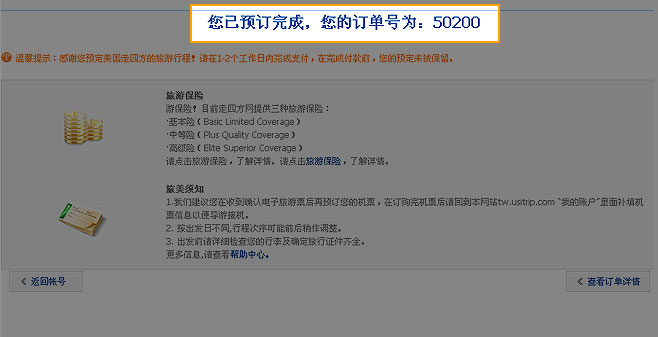 您已预订完成，您的订单号为：50200
温馨提示：感谢您预定美国走四方的旅游行程！请在1-2个工作日内完成支付，在完成付款前，您的预定未被保留。
旅游保险
游保险！目前走四方网提供三种旅游保险：
·基本险（Basic Limited Coverage）
·中等险（Plus Quality Coverage）
·高级险（Elite Superior Coverage）
请点击旅游保险，了解详情。请点击旅游保险，了解详情。
旅美须知
1.我们建议您在收到确认电子旅游票后再预订您的机票，在订购完机票后请回到本网站tw.usitrip.com “我的账户”里面补填机
票信息以便导游接机。
2. 按出发日不同,行程次序可能前后稍作调整。
3. 出发前请详细检查您的行李及确定旅行证件齐全。
更多信息,请查看帮助中心。
《 返回帐号
《 查看订单详情